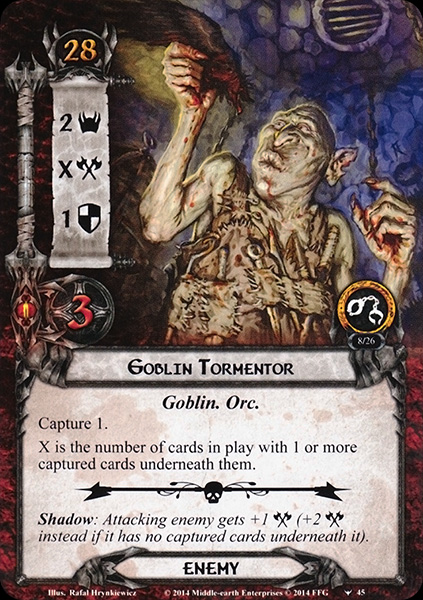 28
2
X
1
3
8/26
Goblin Tormentor
Goblin. Orc.
Capture 1.
X is the number of cards in play with 1 or more
captured cards underneath them.
Shadow: Attacking enemy gets +1 (+2
instead if it has no captured cards underneath it).
ENEMY
Illus. Rafał Hrynkiewicz © 2014 Middle-earth Enterprises © 2014 FFG 45